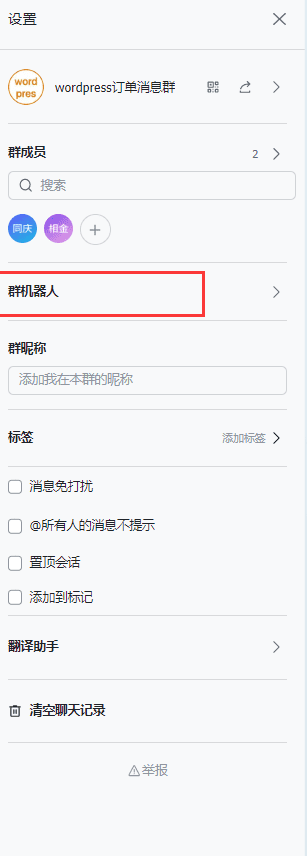 设置
word
pres
wordpress订单消息群
群成员 2
搜索
同庆 相金
群机器人
群昵称
添加我在本群的昵称
标签 添加标签
消息免打扰
@所有人的消息不提示
置顶会话
添加到标记
翻译助手
清空聊天记录
举报